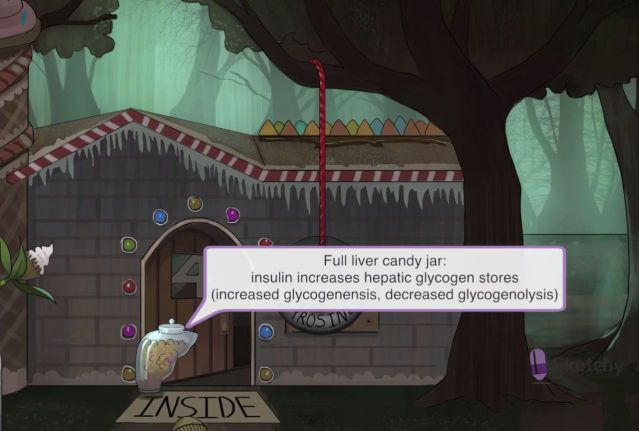 Full liver candy jar:
insulin increases hepatic glycogen stores
(increased glycogenensis, decreased glycogenolysis)
ROSIN
Sketchy
INSIDE